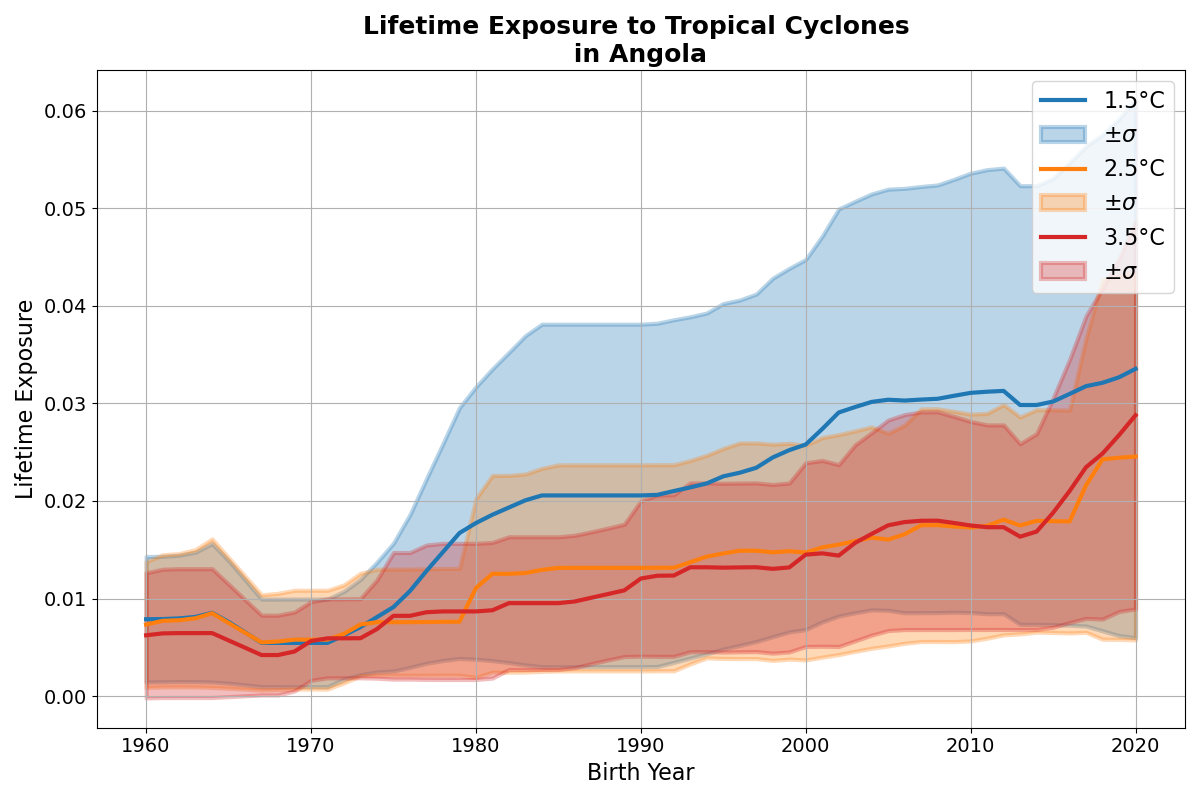 Lifetime Exposure to Tropical Cyclones
in Angola
1.5°C
±σ
2.5°C
±σ
3.5°C
±σ
Lifetime Exposure
0.06
0.05
0.04
0.03
0.02
0.01
0.00
1960 1970 1980 1990 2000 2010 2020
Birth Year